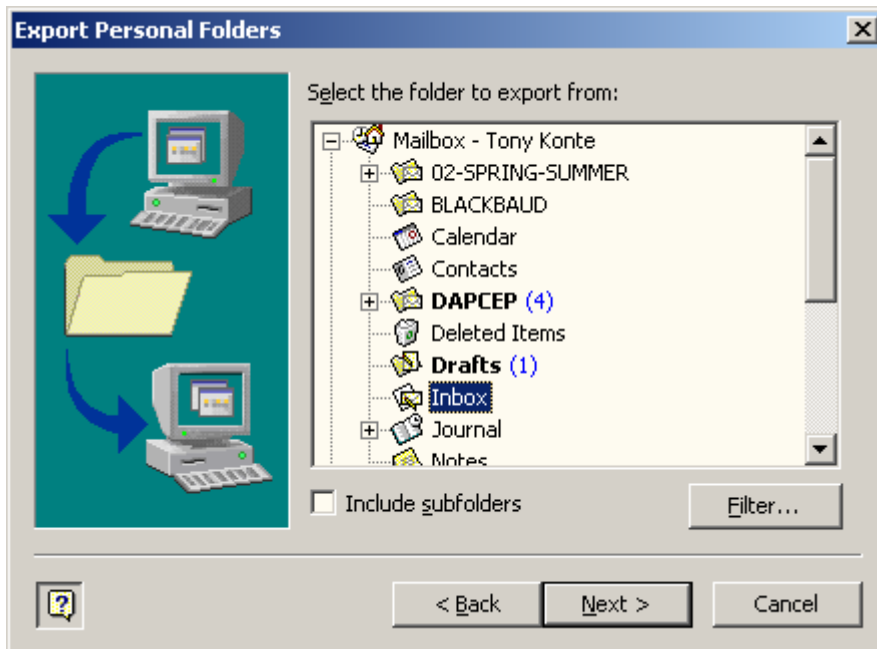 Export Personal Folders
Select the folder to export from:
Mailbox - Tony Konte
02-SPRING-SUMMER
BLACKBAUD
Calendar
Contacts
DAPCEP (4)
Deleted Items
Drafts (1)
Inbox
Journal
Notes
Include subfolders
Filter...
? < Back Next > Cancel